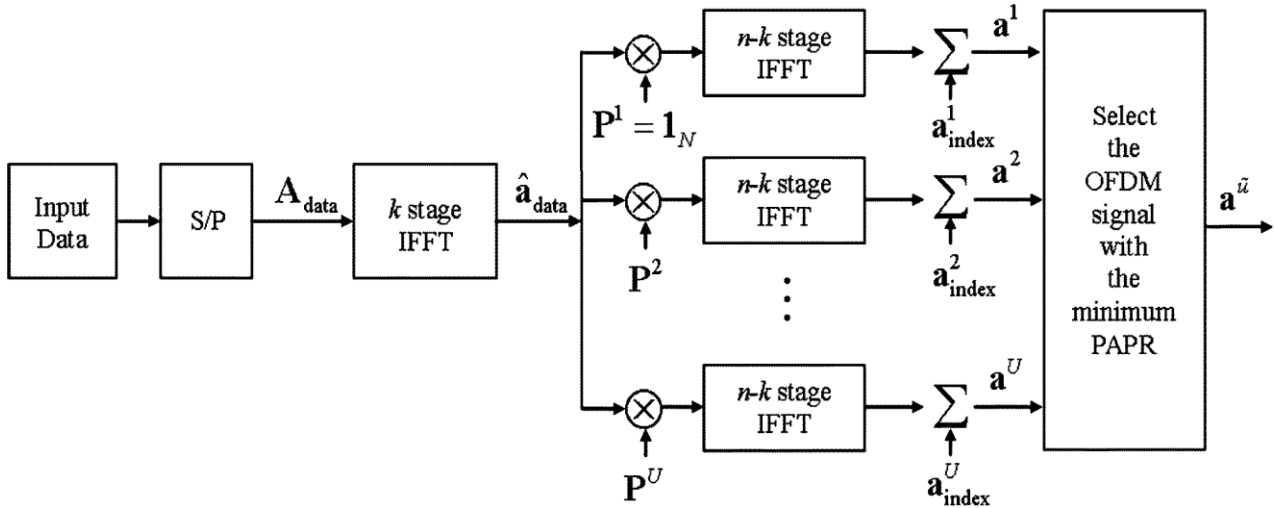 Input
Data
S/P
A_data
k stage
IFFT
â_data
P^1 = 1_N
n-k stage
IFFT
∑
a^1_index
a^1
P^2
n-k stage
IFFT
∑
a^2_index
a^2
⋮
P^U
n-k stage
IFFT
∑
a^U_index
a^U
Select
the
OFDM
signal
with
the
minimum
PAPR
a^ũ